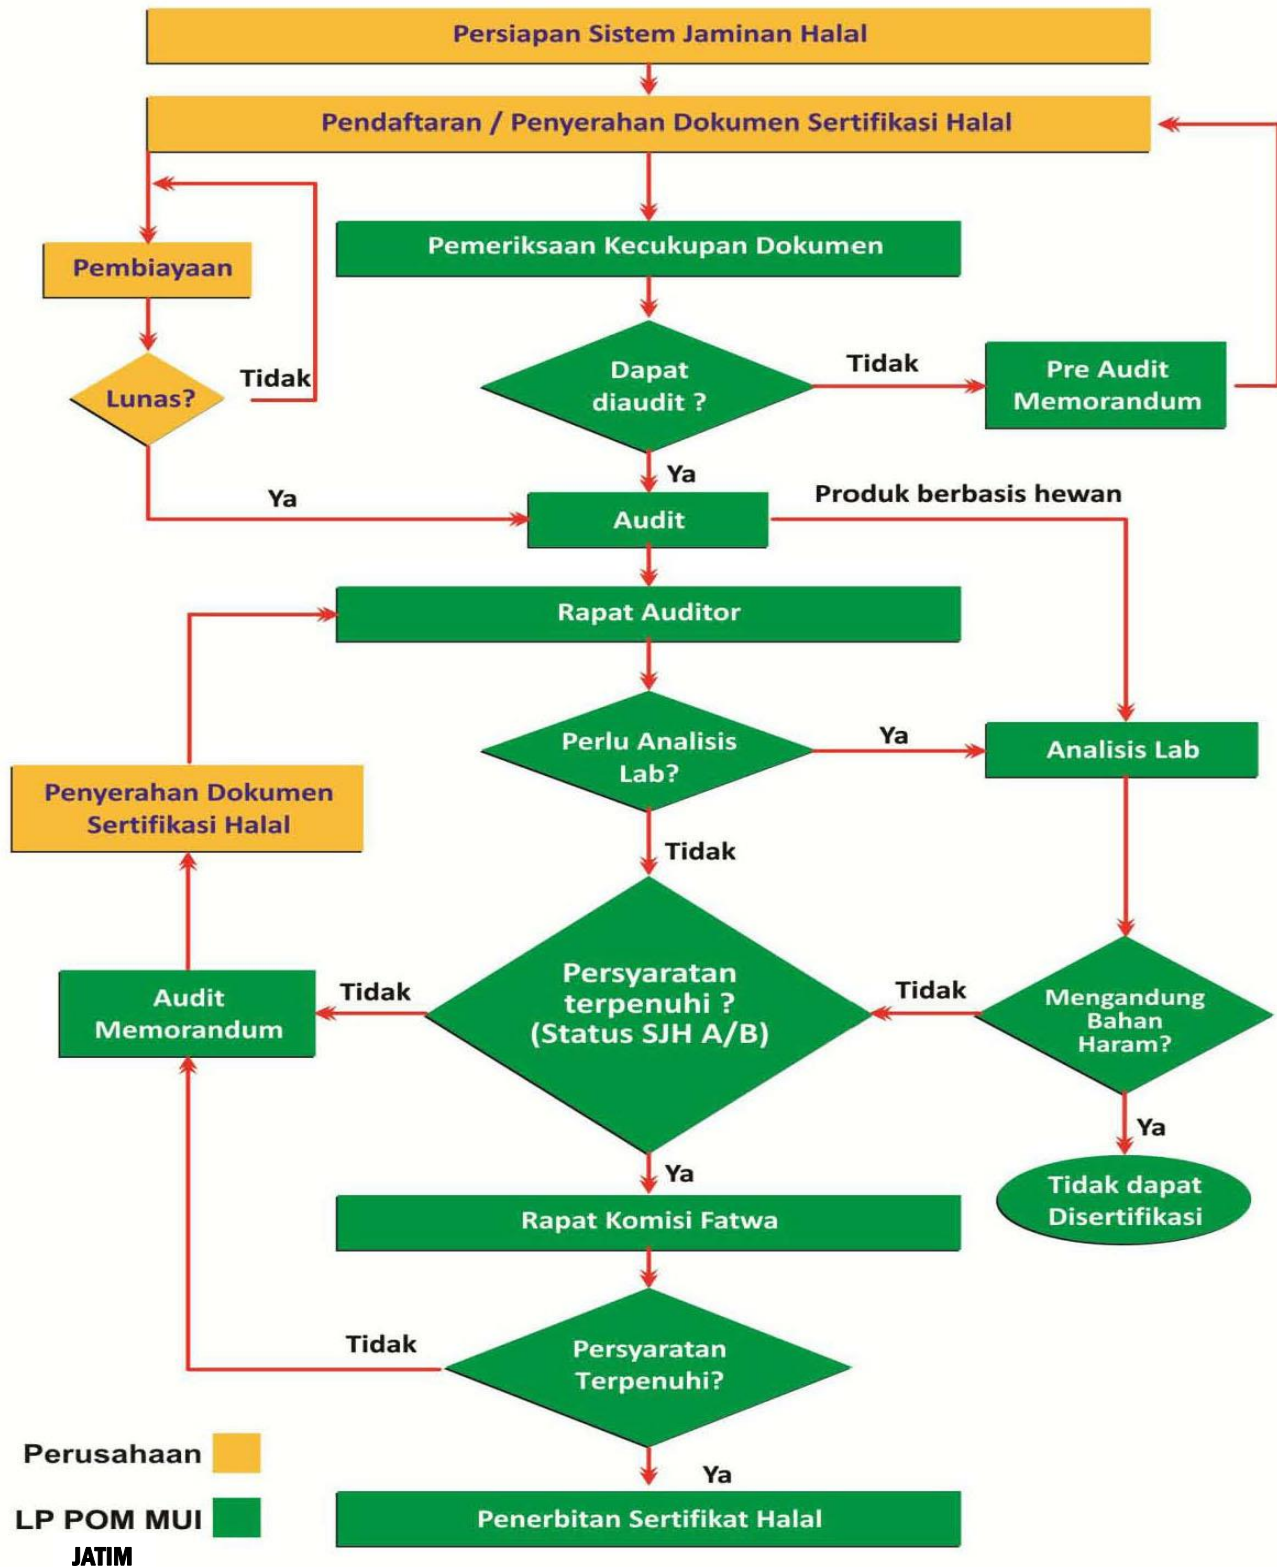 Persiapan Sistem Jaminan Halal
Pendaftaran / Penyerahan Dokumen Sertifikasi Halal
Pemeriksaan Kecukupan Dokumen
Pembiayaan
Lunas?
Tidak
Dapat
diaudit ?
Tidak
Pre Audit
Memorandum
Ya
Ya
Audit
Produk berbasis hewan
Rapat Auditor
Perlu Analisis
Lab?
Ya
Analisis Lab
Tidak
Penyerahan Dokumen
Sertifikasi Halal
Audit
Memorandum
Tidak
Persyaratan
terpenuhi ?
(Status SJH A/B)
Tidak
Mengandung
Bahan
Haram?
Ya
Tidak dapat
Disertifikasi
Ya
Rapat Komisi Fatwa
Tidak
Persyaratan
Terpenuhi?
Ya
Penerbitan Sertifikat Halal
Perusahaan
LP POM MUI
JATIM